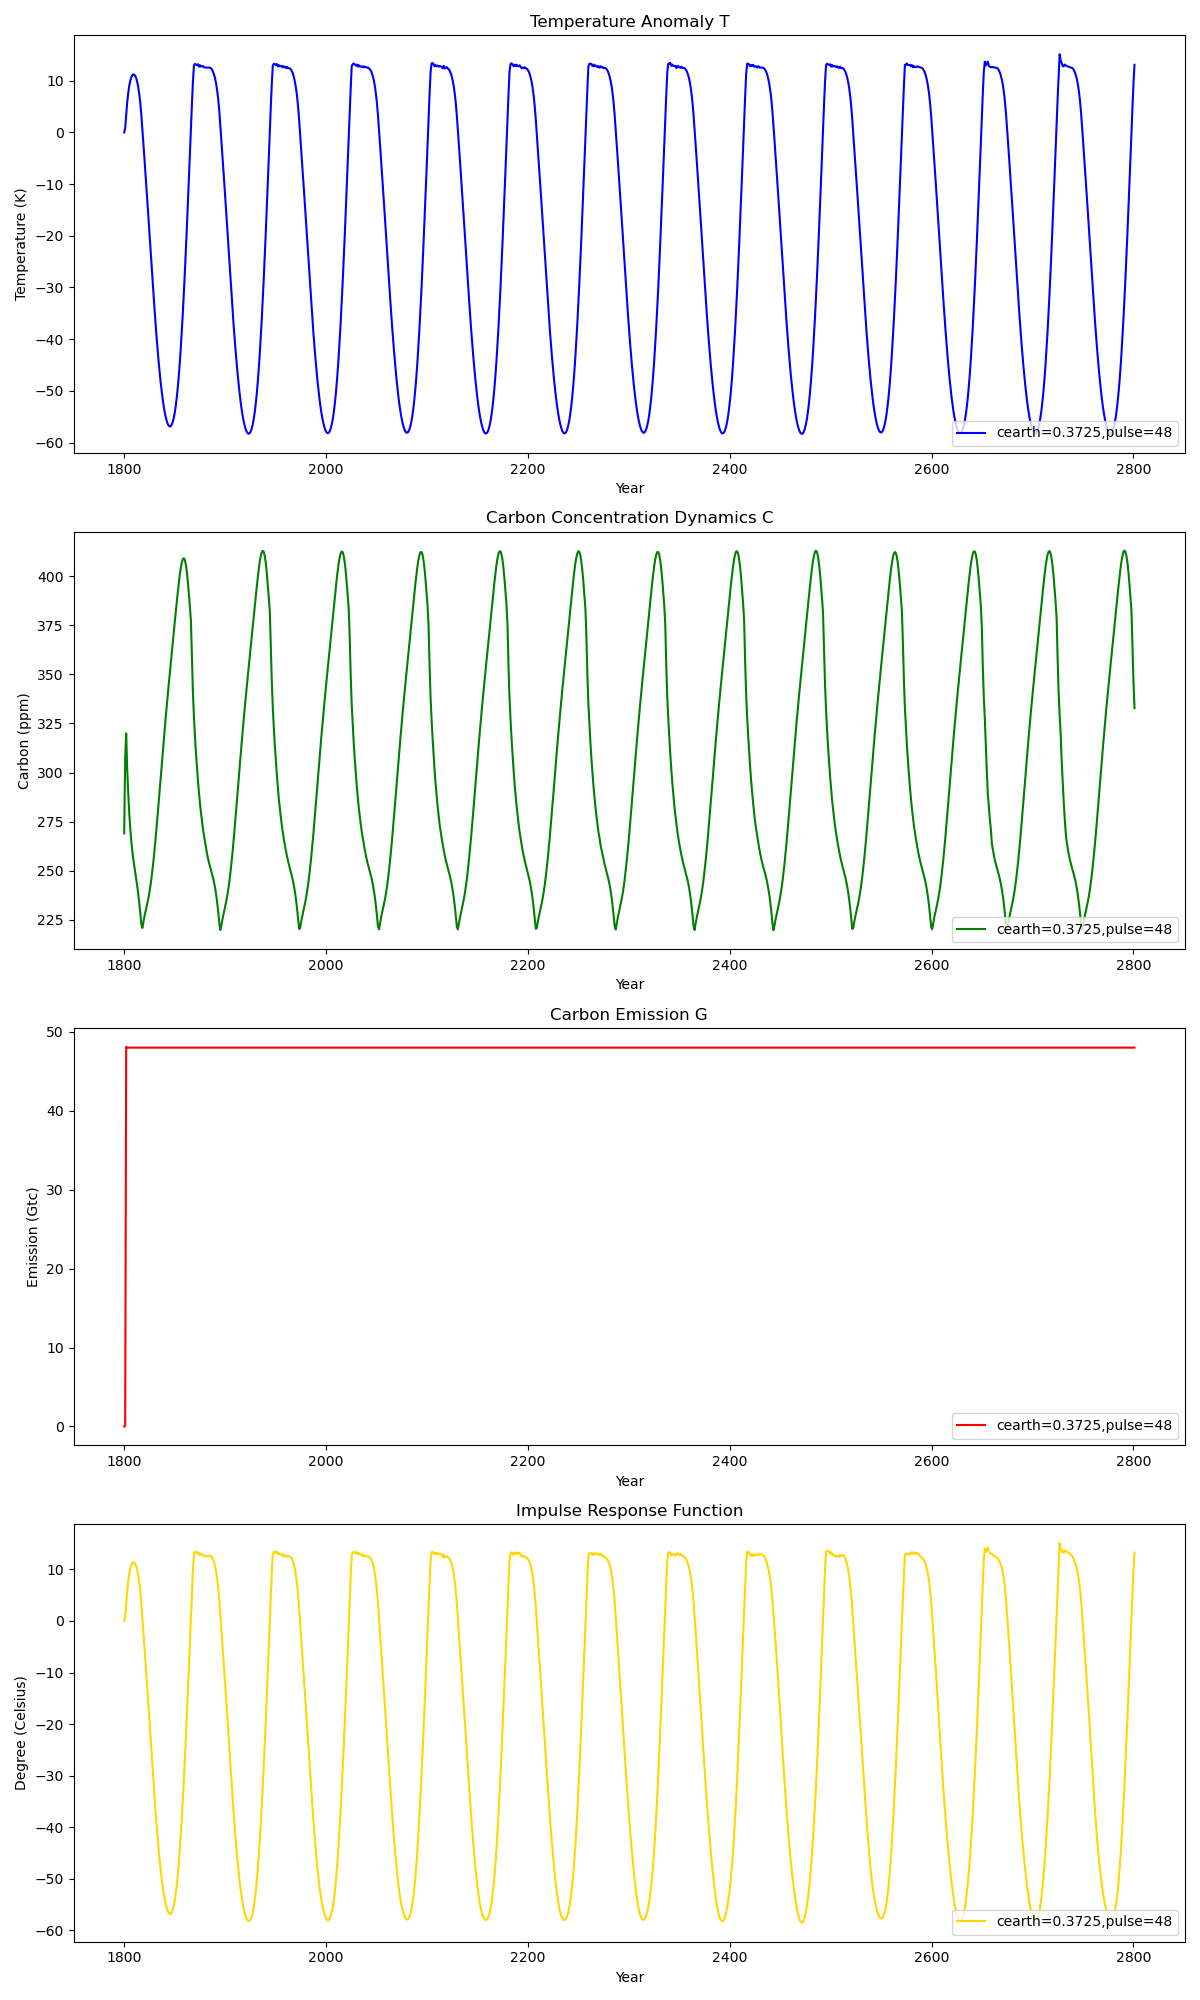 Temperature Anomaly T
10
0
−10
−20
−30
−40
−50
−60
Temperature (K)
cearth=0.3725,pulse=48
1800 2000 2200 2400 2600 2800
Year
Carbon Concentration Dynamics C
400
375
350
325
300
275
250
225
Carbon (ppm)
cearth=0.3725,pulse=48
1800 2000 2200 2400 2600 2800
Year
Carbon Emission G
50
40
30
20
10
0
Emission (Gtc)
cearth=0.3725,pulse=48
1800 2000 2200 2400 2600 2800
Year
Impulse Response Function
10
0
−10
−20
−30
−40
−50
−60
Degree (Celsius)
cearth=0.3725,pulse=48
1800 2000 2200 2400 2600 2800
Year